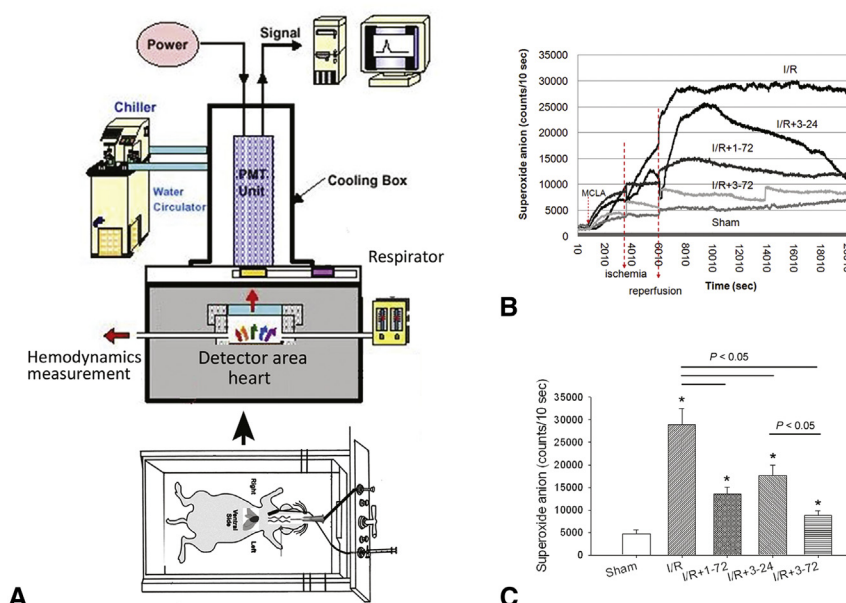 Power
Signal
Chiller
Water
Circulator
PMT.
Unit
Cooling Box
Respirator
Hemodynamics
measurement
Detector area
heart
Right
Ventral
Side
Left
A
Superoxide anion (counts/10 sec)
35000
30000
25000
20000
15000
10000
5000
0
I/R
I/R+3-24
I/R+1-72
I/R+3-72
Sham
MCLA
10
2010
4010
6010
8010
10010
12010
14010
16010
18010
ischemia
reperfusion
Time (sec)
B
Superoxide anion (counts/10 sec)
35000
30000
25000
20000
15000
10000
5000
0
P < 0.05
P < 0.05
*
*
*
*
Sham
I/R
I/R+1-72
I/R+3-24
I/R+3-72
C